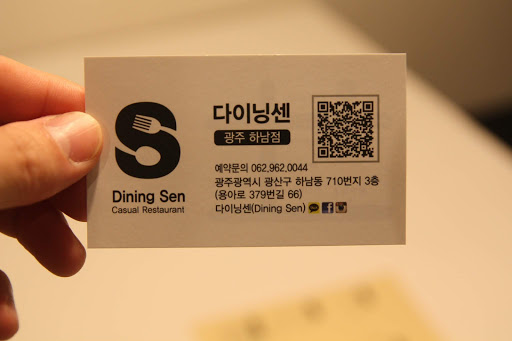 Dining Sen
Casual Restaurant
다이닝센
광주 하남점
예약문의 062.962.0044
광주광역시 광산구 하남동 710번지 3층
(용아로 379번길 66)
다이닝센(Dining Sen)